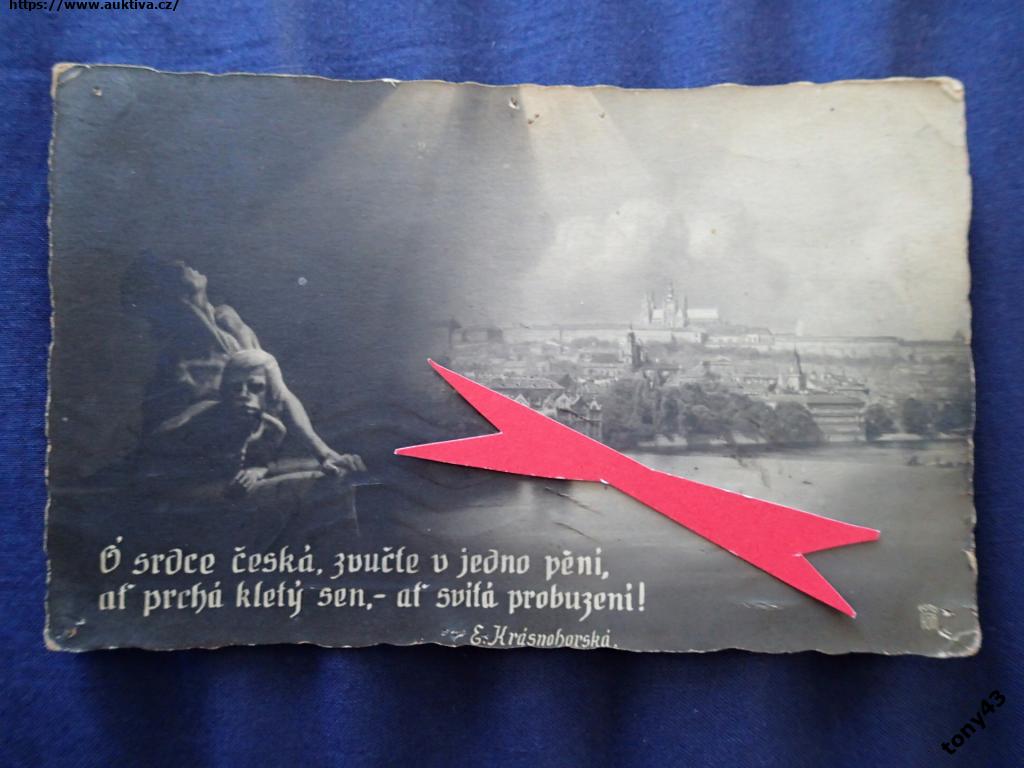 https://www.auktiva.cz/
Ó srdce česká, zvučte v jedno pění,
ať prchá kletý sen,- ať svitá probuzení!
E. Krásnohorská.
tony43